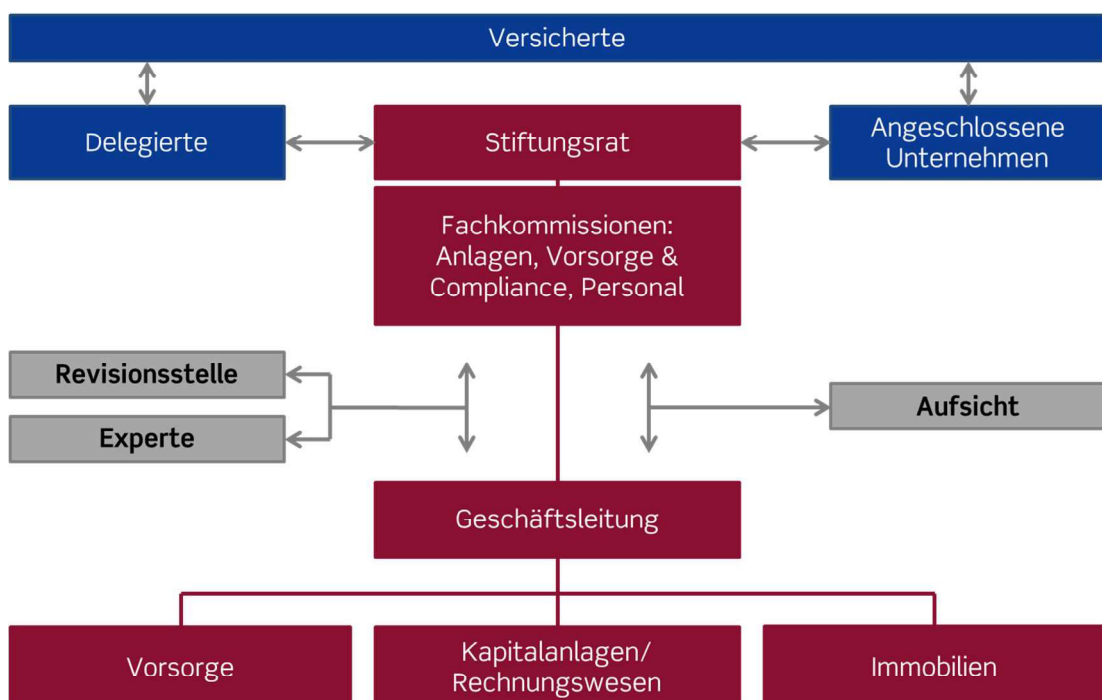 Versicherte
Delegierte
Stiftungsrat
Angeschlossene
Unternehmen
Fachkommissionen:
Anlagen, Vorsorge &
Compliance, Personal
Revisionsstelle
Experte
Aufsicht
Geschäftsleitung
Vorsorge
Kapitalanlagen/
Rechnungswesen
Immobilien